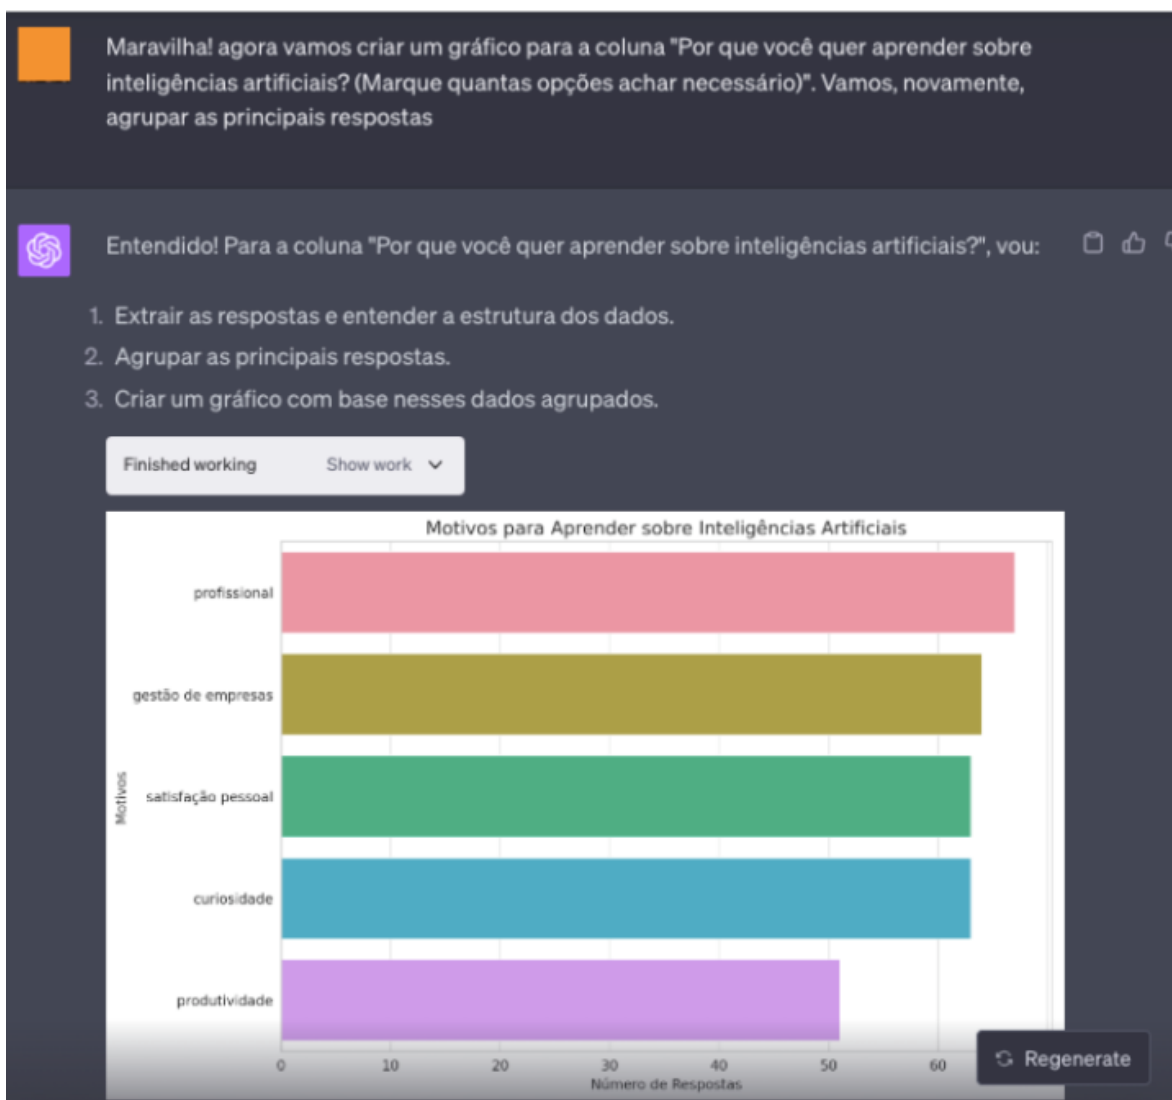 Maravilha! agora vamos criar um gráfico para a coluna "Por que você quer aprender sobre
inteligências artificiais? (Marque quantas opções achar necessário)". Vamos, novamente,
agrupar as principais respostas
Entendido! Para a coluna "Por que você quer aprender sobre inteligências artificiais?", vou:
1. Extrair as respostas e entender a estrutura dos dados.
2. Agrupar as principais respostas.
3. Criar um gráfico com base nesses dados agrupados.
Finished working Show work
Motivos para Aprender sobre Inteligências Artificiais
profissional
gestão de empresas
satisfação pessoal
Motivos
curiosidade
produtividade
0 10 20 30 40 50 60
Número de Respostas
Regenerate